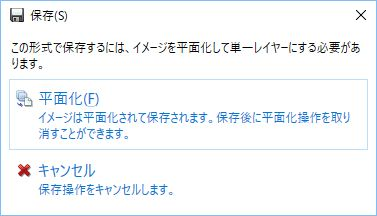 保存(S)
この形式で保存するには、イメージを平面化して単一レイヤーにする必要があ
ります。
平面化(F)
イメージは平面化されて保存されます。保存後に平面化操作を取り
消すことができます。
キャンセル
保存操作をキャンセルします。